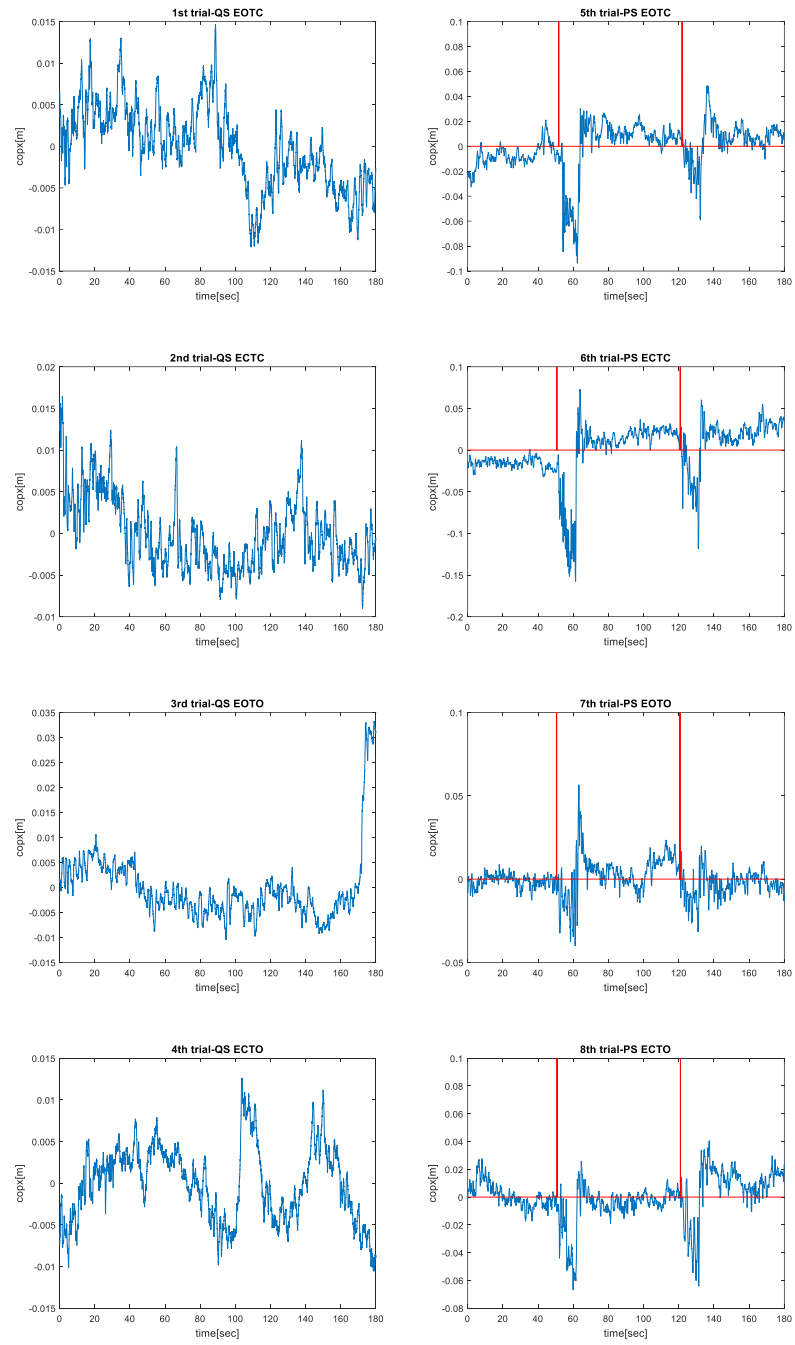 1st trial-QS EOTC
0.015
0.01
0.005
0
-0.005
-0.01
-0.015
copx[m]
0 20 40 60 80 100 120 140 160 180
time[sec]
5th trial-PS EOTC
0.1
0.08
0.06
0.04
0.02
0
-0.02
-0.04
-0.06
-0.08
-0.1
copx[m]
0 20 40 60 80 100 120 140 160 180
time[sec]
2nd trial-QS ECTC
0.02
0.015
0.01
0.005
0
-0.005
-0.01
copx[m]
0 20 40 60 80 100 120 140 160 180
time[sec]
6th trial-PS ECTC
0.1
0.05
0
-0.05
-0.1
-0.15
-0.2
copx[m]
0 20 40 60 80 100 120 140 160 180
time[sec]
3rd trial-QS EOTO
0.035
0.03
0.025
0.02
0.015
0.01
0.005
0
-0.005
-0.01
-0.015
copx[m]
0 20 40 60 80 100 120 140 160 180
time[sec]
7th trial-PS EOTO
0.1
0.05
0
-0.05
copx[m]
0 20 40 60 80 100 120 140 160 180
time[sec]
4th trial-QS ECTO
0.015
0.01
0.005
0
-0.005
-0.01
-0.015
copx[m]
0 20 40 60 80 100 120 140 160 180
time[sec]
8th trial-PS ECTO
0.1
0.08
0.06
0.04
0.02
0
-0.02
-0.04
-0.06
-0.08
copx[m]
0 20 40 60 80 100 120 140 160 180
time[sec]